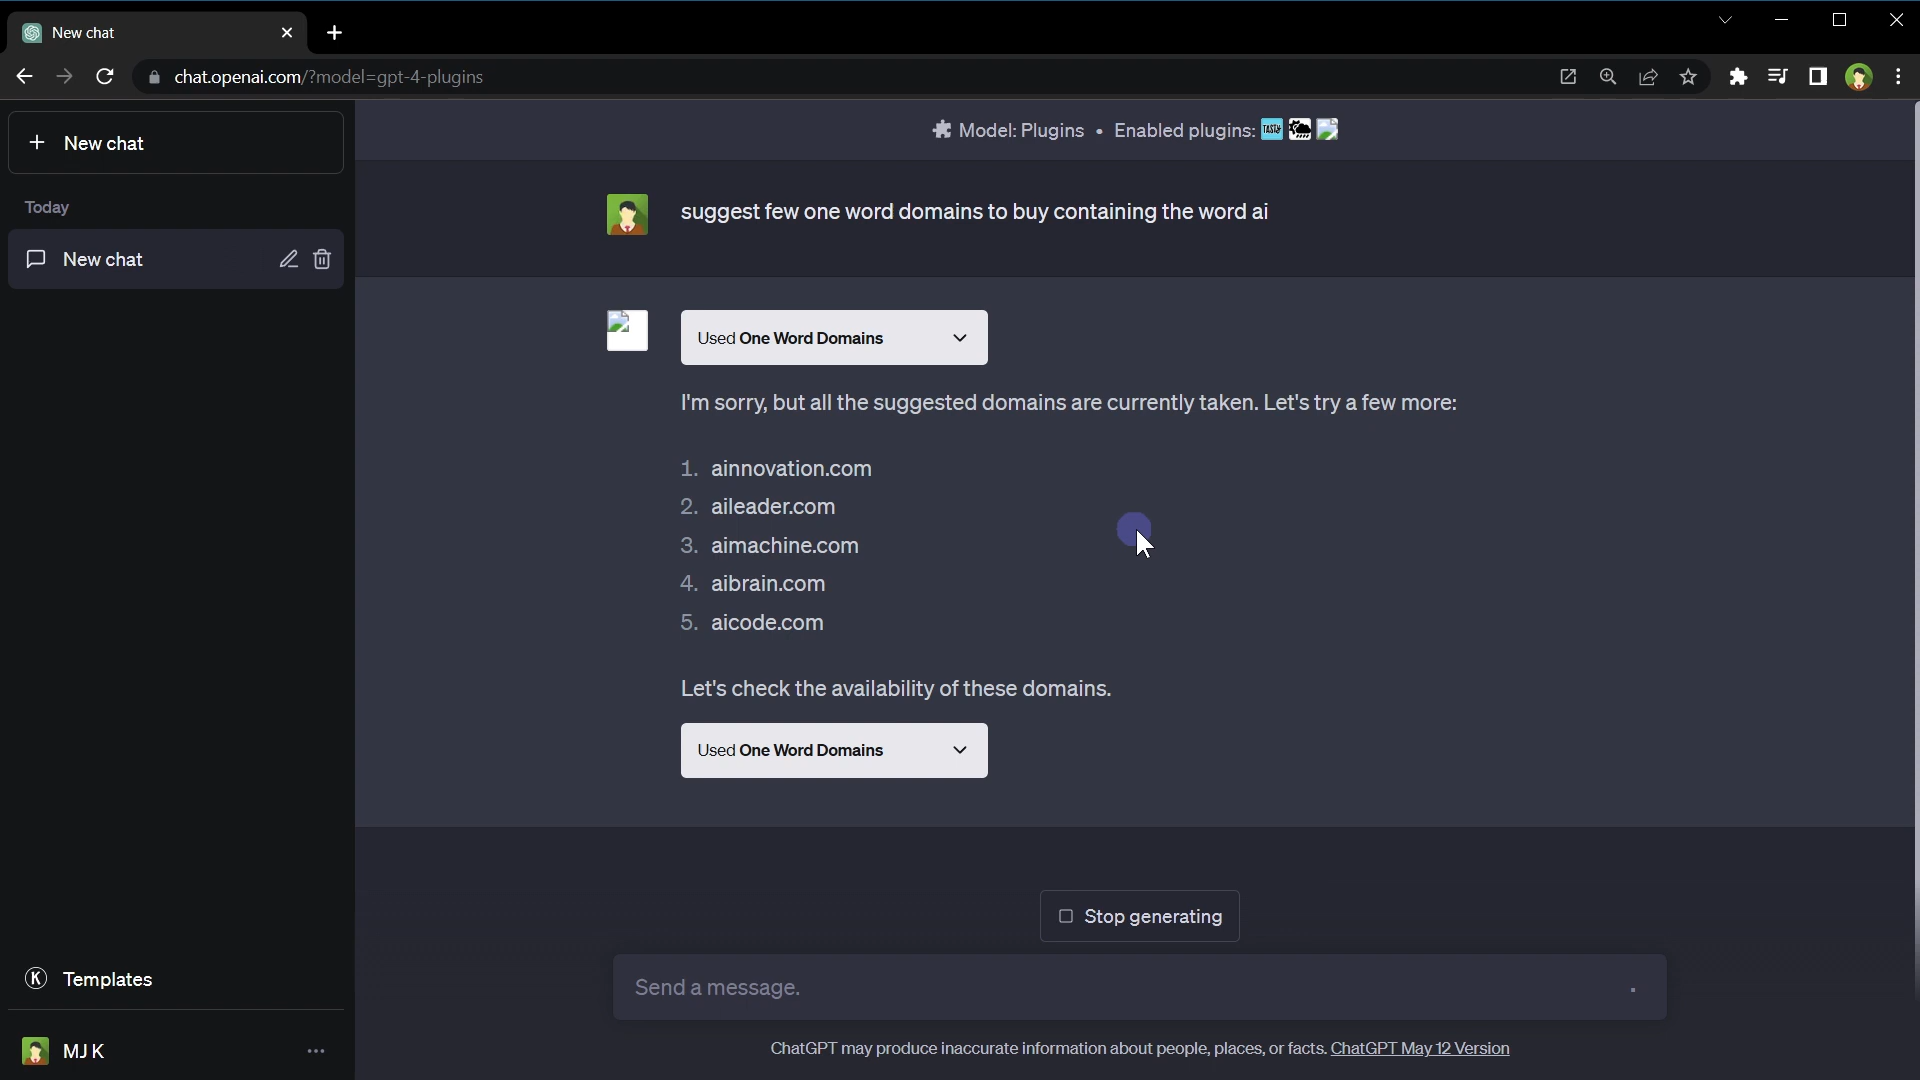 New chat
chat.openai.com/?model=gpt-4-plugins
New chat
Today
New chat
Templates
MJ K
Model: Plugins • Enabled plugins: TASTY
suggest few one word domains to buy containing the word ai
Used One Word Domains
I'm sorry, but all the suggested domains are currently taken. Let's try a few more:
1. ainnovation.com
2. aileader.com
3. aimachine.com
4. aibrain.com
5. aicode.com
Let's check the availability of these domains.
Used One Word Domains
Stop generating
Send a message.
ChatGPT may produce inaccurate information about people, places, or facts. ChatGPT May 12 Version